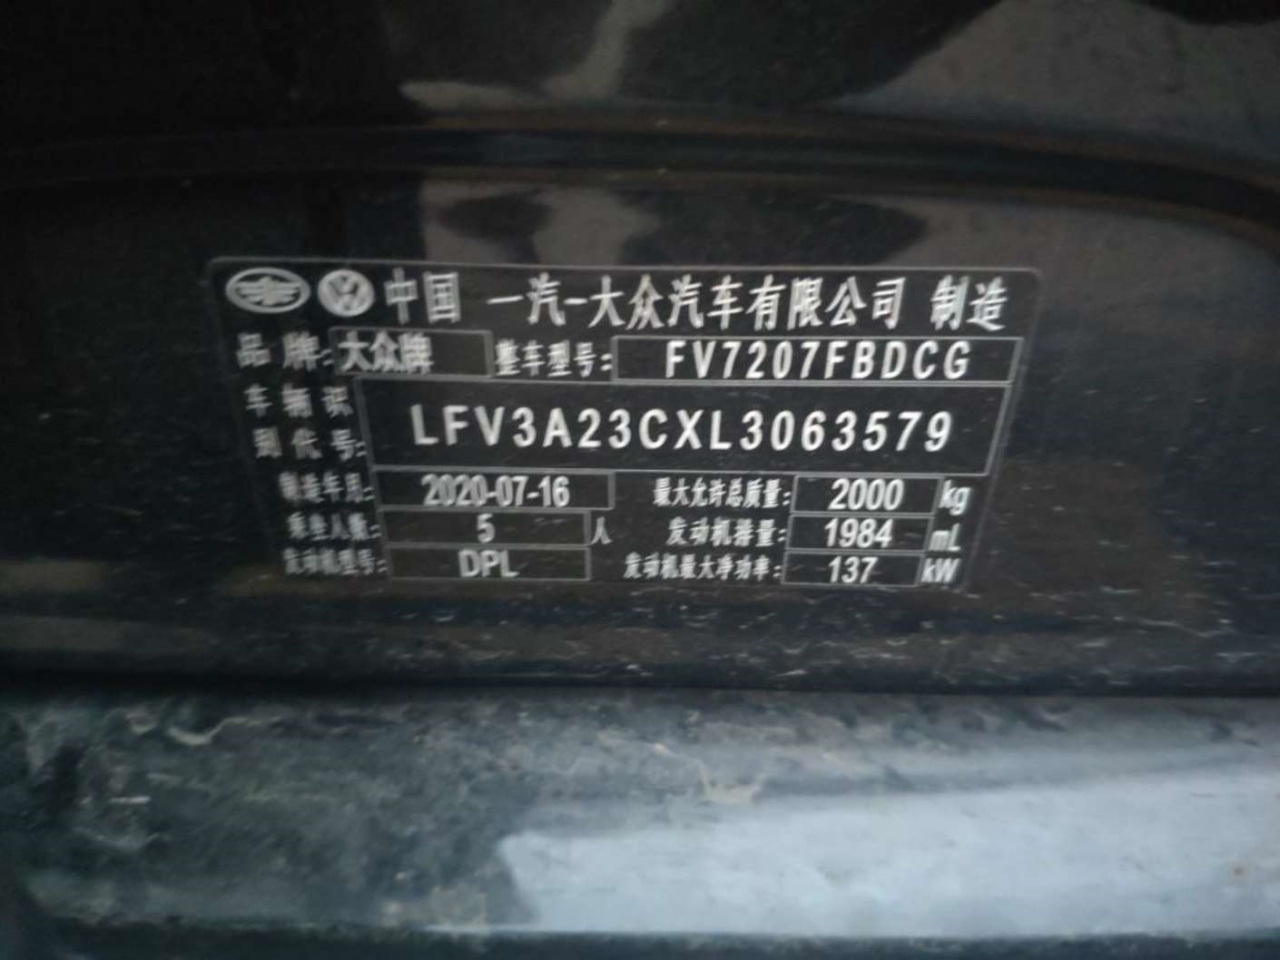 中国 一汽-大众汽车有限公司 制造
品牌: 大众牌 整车型号: FV7207FBDCG
车辆识
别代号: LFV3A23CXL3063579
制造年月: 2020-07-16 最大允许总质量: 2000 kg
乘坐人数: 5 人 发动机排量: 1984 mL
发动机型号: DPL 发动机最大净功率: 137 kW